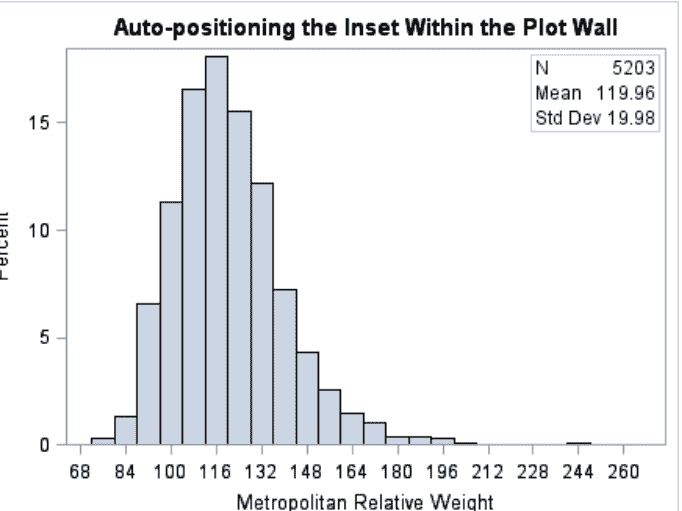 Auto-positioning the Inset Within the Plot Wall
N 5203
Mean 119.96
Std Dev 19.98
Percent
15
10
5
0
68 84 100 116 132 148 164 180 196 212 228 244 260
Metropolitan Relative Weight